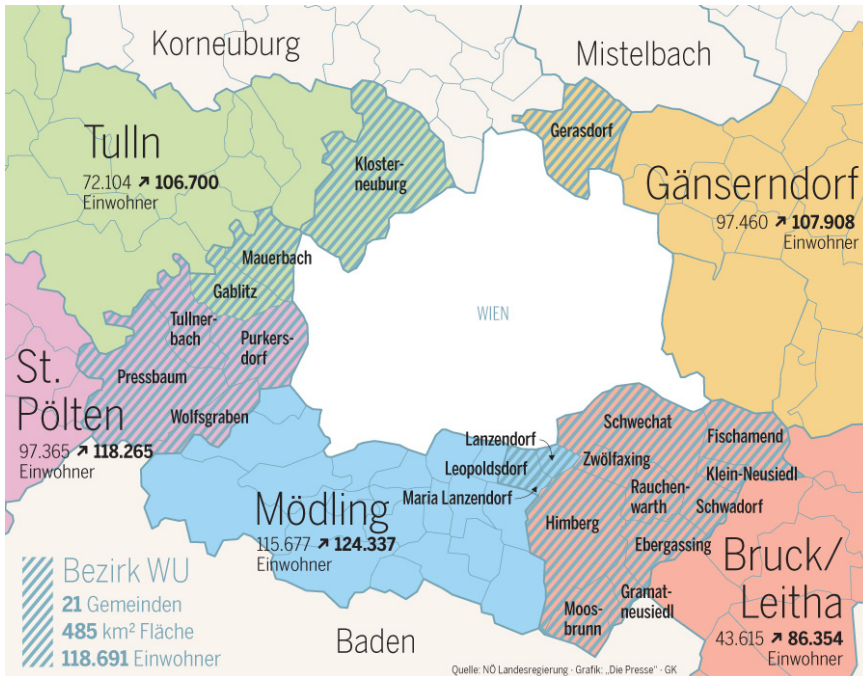 Korneuburg
Mistelbach
Tulln
72.104 ↗ 106.700
Einwohner
Kloster-
neuburg
Gerasdorf
Gänserndorf
97.460 ↗ 107.908
Einwohner
Mauerbach
Gablitz
Tullner-
bach
Purkers-
dorf
Pressbaum
Wolfsgraben
WIEN
St.
Pölten
97.365 ↗ 118.265
Einwohner
Lanzendorf
Leopoldsdorf
Maria Lanzendorf
Schwechat
Fischamend
Zwölfaxing
Klein-Neusiedl
Rauchen-
warth
Schwadorf
Himberg
Ebergassing
Moos-
brunn
Gramat-
neusiedl
Mödling
115.677 ↗ 124.337
Einwohner
Bruck/
Leitha
43.615 ↗ 86.354
Einwohner
Bezirk WU
21 Gemeinden
485 km² Fläche
118.691 Einwohner
Baden
Quelle: NÖ Landesregierung · Grafik: „Die Presse" · GK